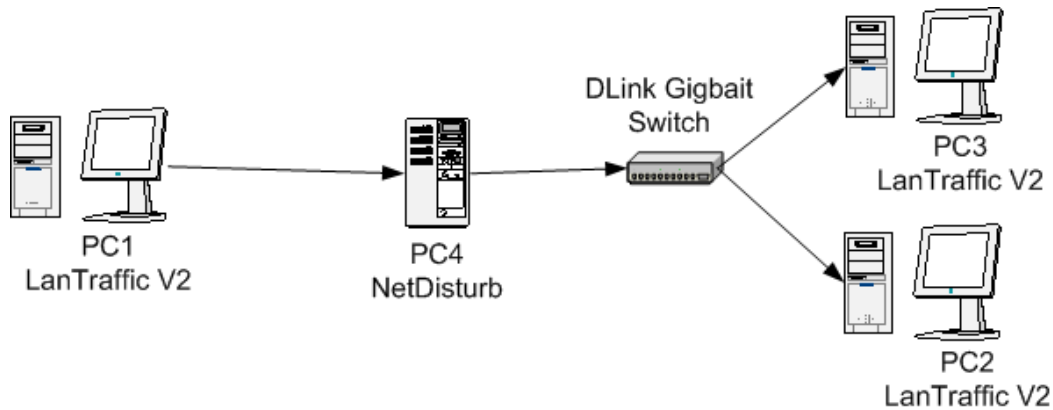 PC1
LanTraffic V2
PC4
NetDisturb
DLink Gigbait
Switch
PC3
LanTraffic V2
PC2
LanTraffic V2